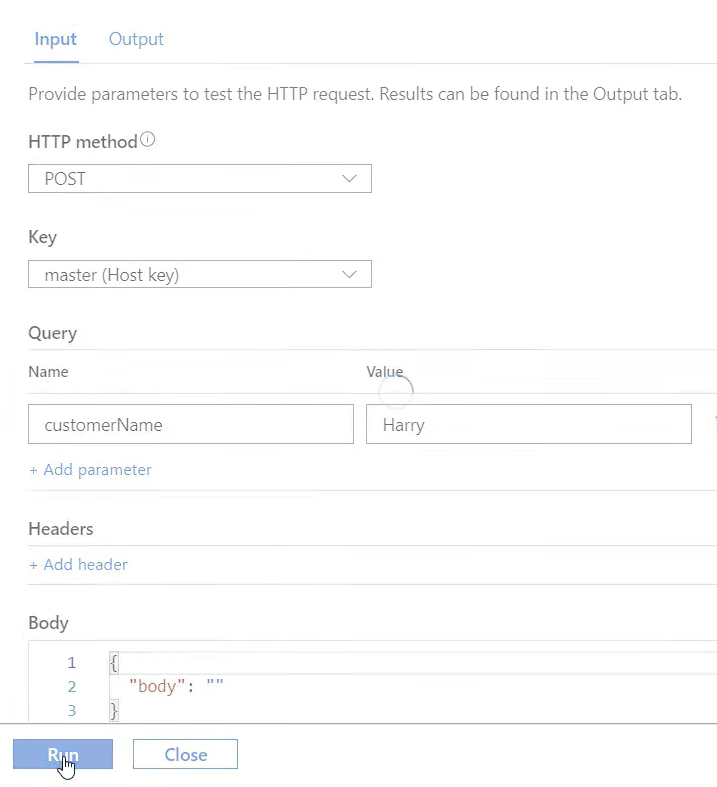 Input Output
Provide parameters to test the HTTP request. Results can be found in the Output tab.
HTTP method
POST
Key
master (Host key)
Query
Name Value
customerName Harry
+ Add parameter
Headers
+ Add header
Body
1 {
2 "body": ""
3 }
Run Close